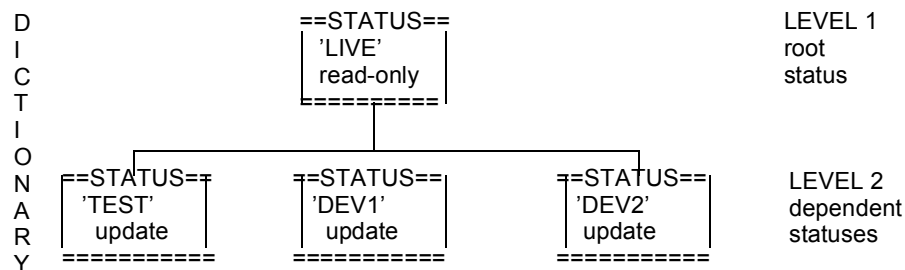 DICTIONARY
==STATUS==
'LIVE'
read-only
==========
LEVEL 1
root
status
==STATUS==
'TEST'
update
===========
==STATUS==
'DEV1'
update
===========
==STATUS==
'DEV2'
update
===========
LEVEL 2
dependent
statuses